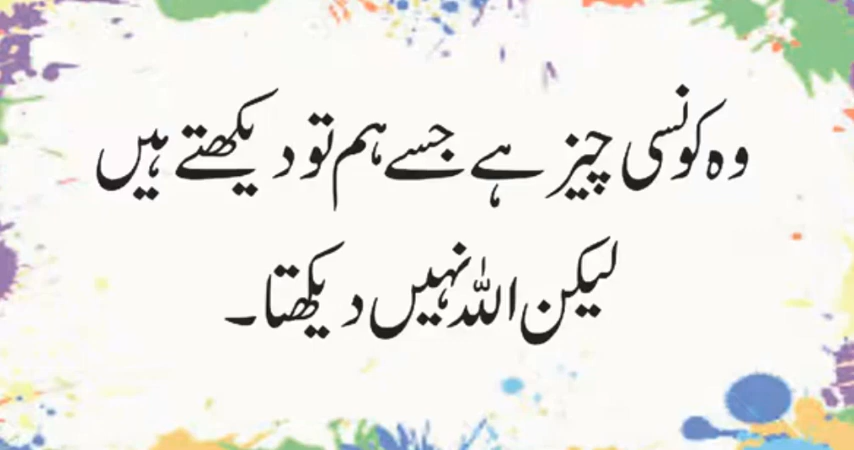 وہ کونسی چیز ہے جسے ہم تو دیکھتے ہیں
لیکن اللہ نہیں دیکھتا۔